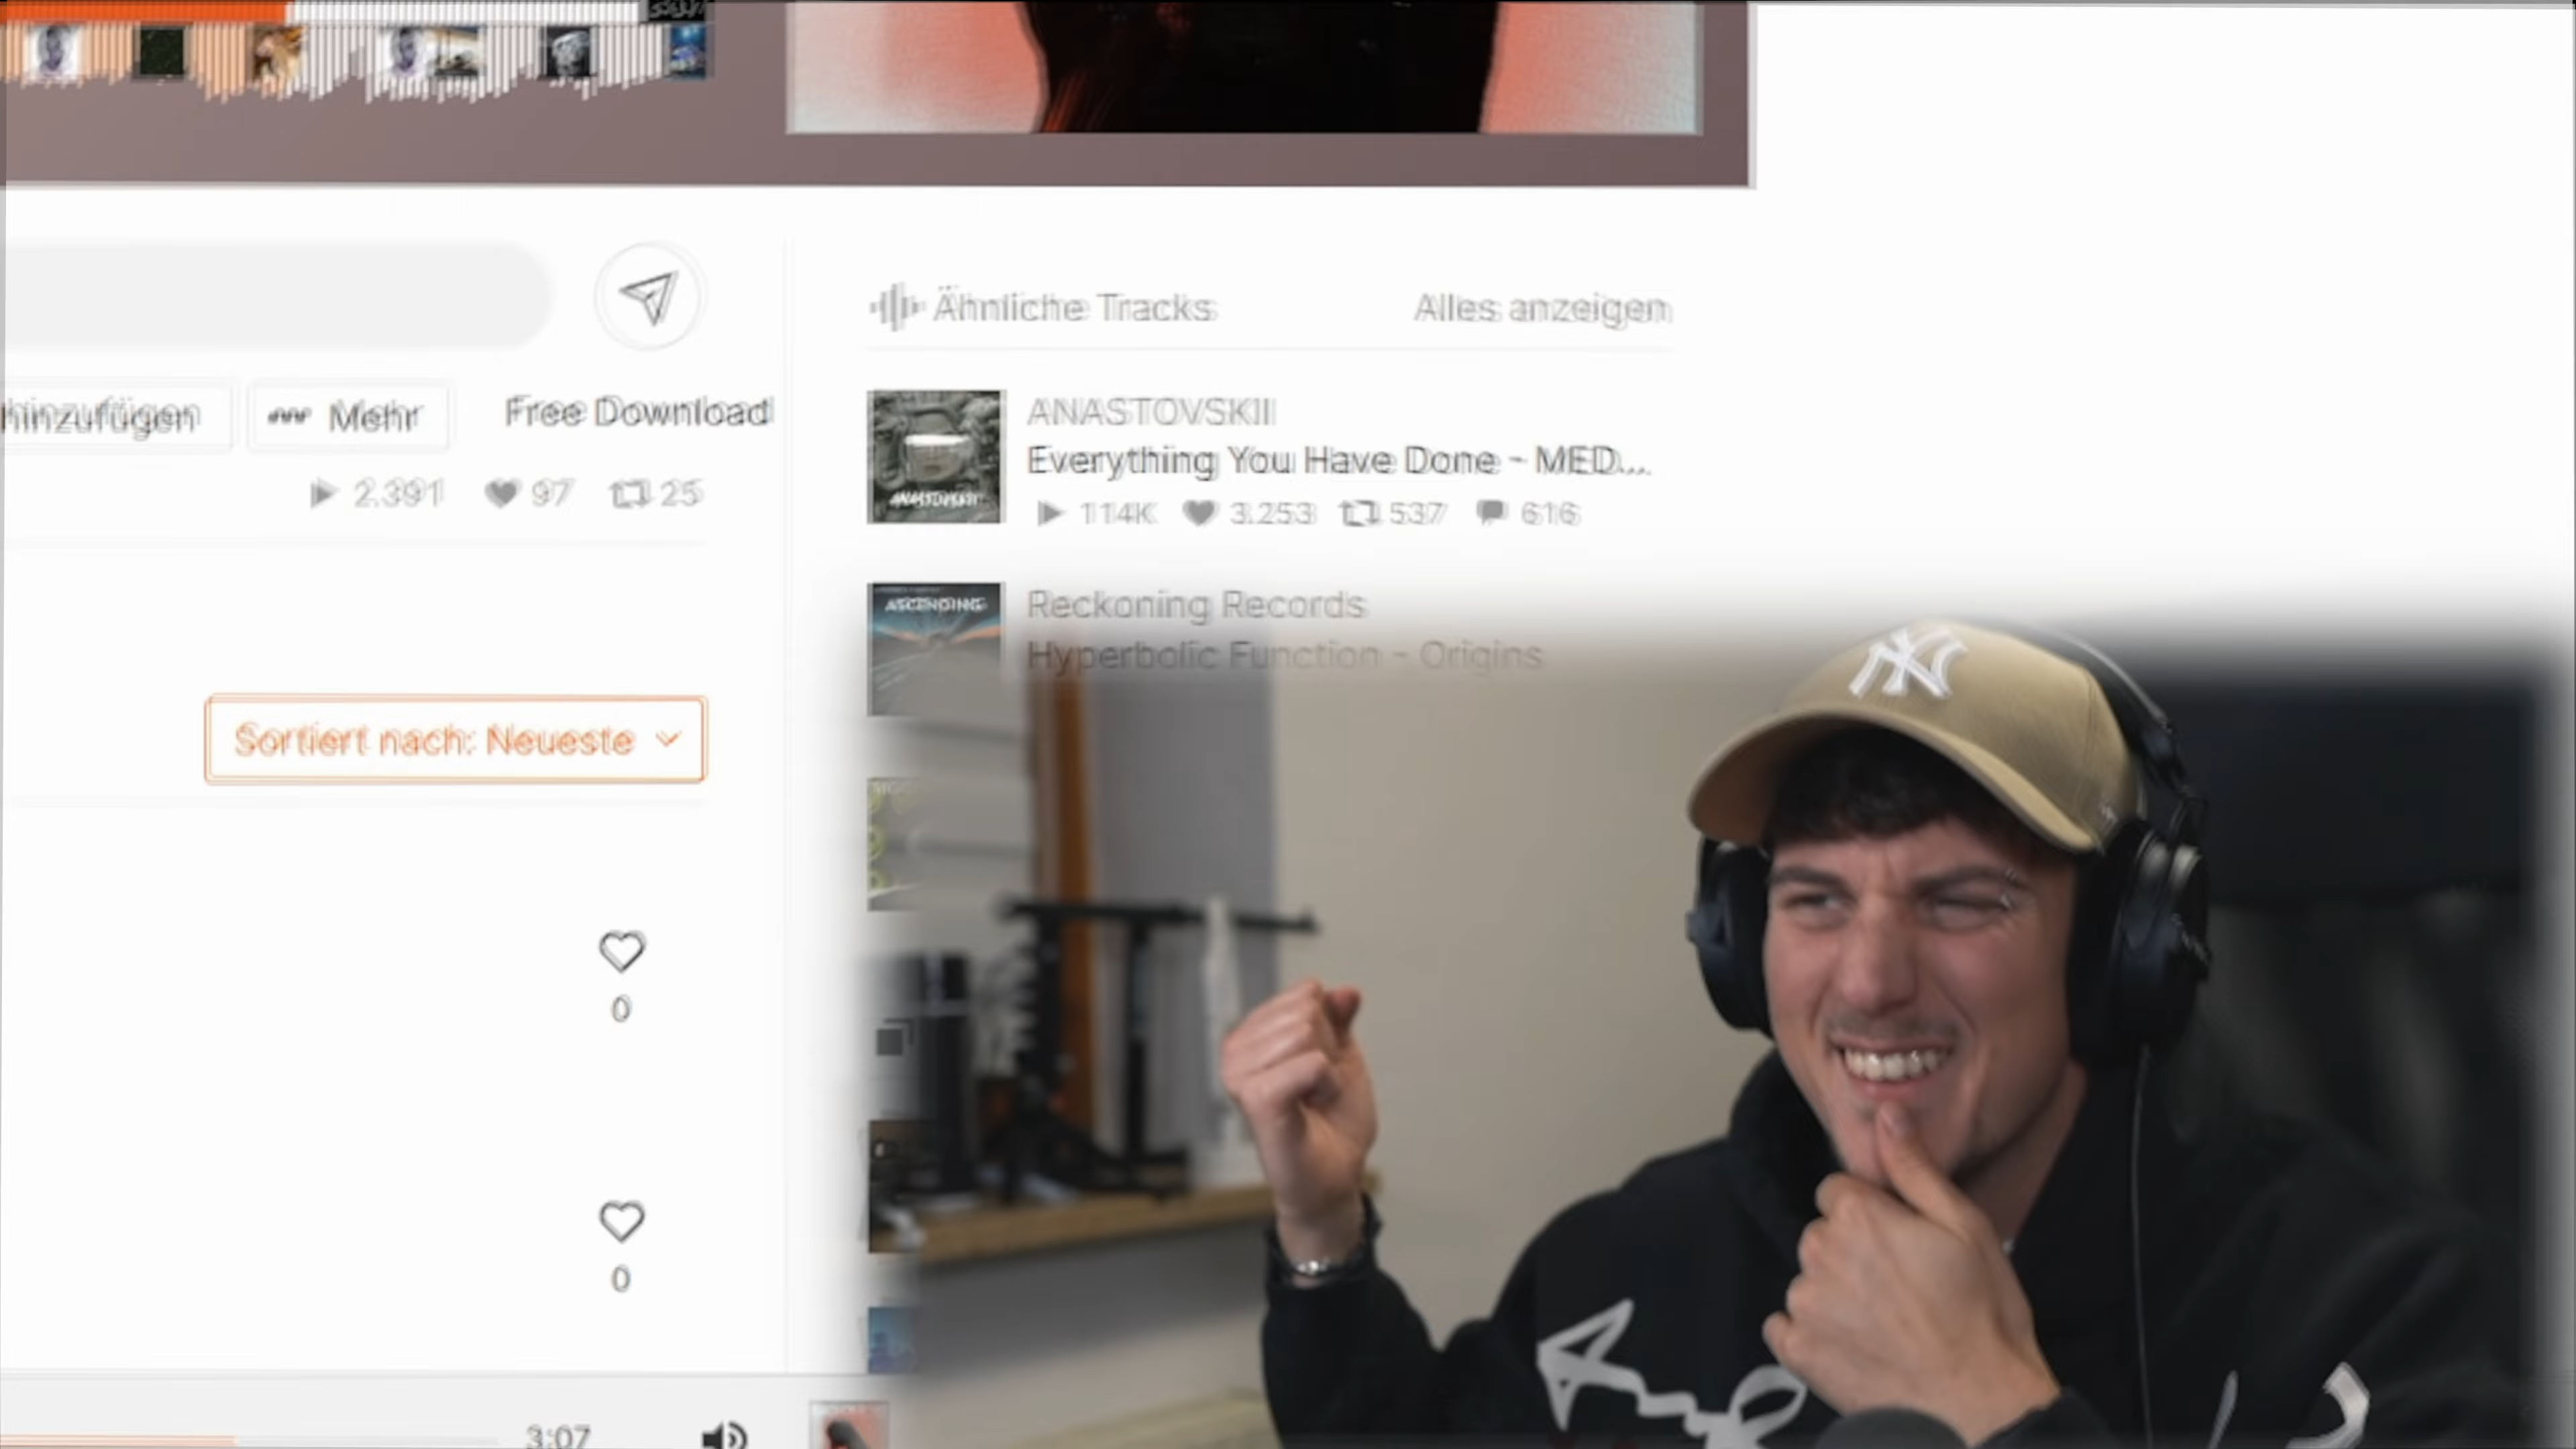 Ähnliche Tracks
Alles anzeigen
hinzufügen
Mehr
Free Download
2.391
97
25
ANASTOVSKII
Everything You Have Done - MED...
114K
3.253
537
616
ANASTOVSKII
ASCENDING
Reckoning Records
Hyperbolic Function - Origins
Sortiert nach: Neueste
NY
0
0
3:07